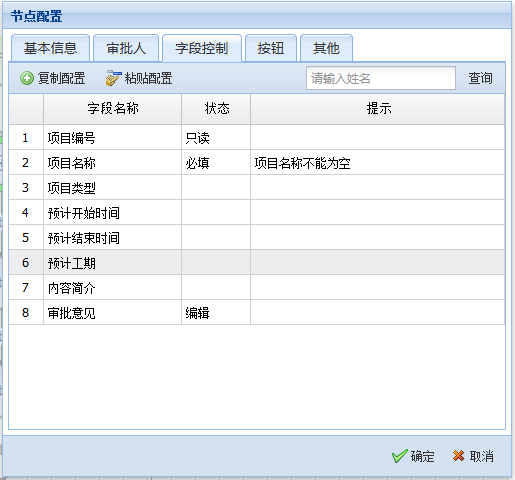 节点配置
基本信息 审批人 字段控制 按钮 其他
复制配置 粘贴配置 请输入姓名 查询
字段名称 状态 提示
1 项目编号 只读
2 项目名称 必填 项目名称不能为空
3 项目类型
4 预计开始时间
5 预计结束时间
6 预计工期
7 内容简介
8 审批意见 编辑
确定 取消